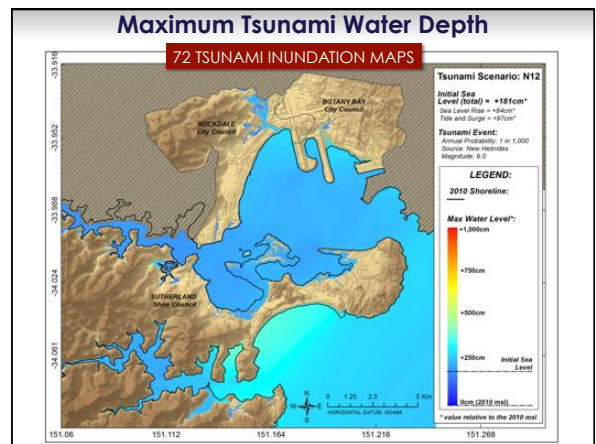 Maximum Tsunami Water Depth
72 TSUNAMI INUNDATION MAPS
-33.916
-33.952
-33.988
-34.024
-34.061
151.06
151.112
151.164
151.216
151.269
BOTANY BAY
City Council
ROCKDALE
City Council
SUTHERLAND
Shire Council
N
W
E
S
0 1.25 2.5 5 Km
HORIZONTAL DATUM: GDA94
Tsunami Scenario: N12
Initial Sea
Level (total) = +181cm*
Sea Level Rise = +84cm*
Tide and Surge = +97cm*
Tsunami Event:
Annual Probability: 1 in 1,000
Source: New Hebrides
Magnitude: 9.0
LEGEND:
2010 Shoreline:
Max Water Level*:
+1,000cm
+750cm
+500cm
+250cm
Initial Sea
Level
0cm (2010 msl)
* value relative to the 2010 msl